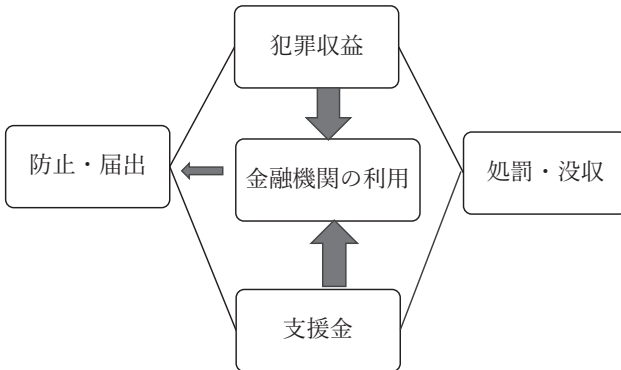 犯罪収益
防止・届出
金融機関の利用
処罰・没収
支援金